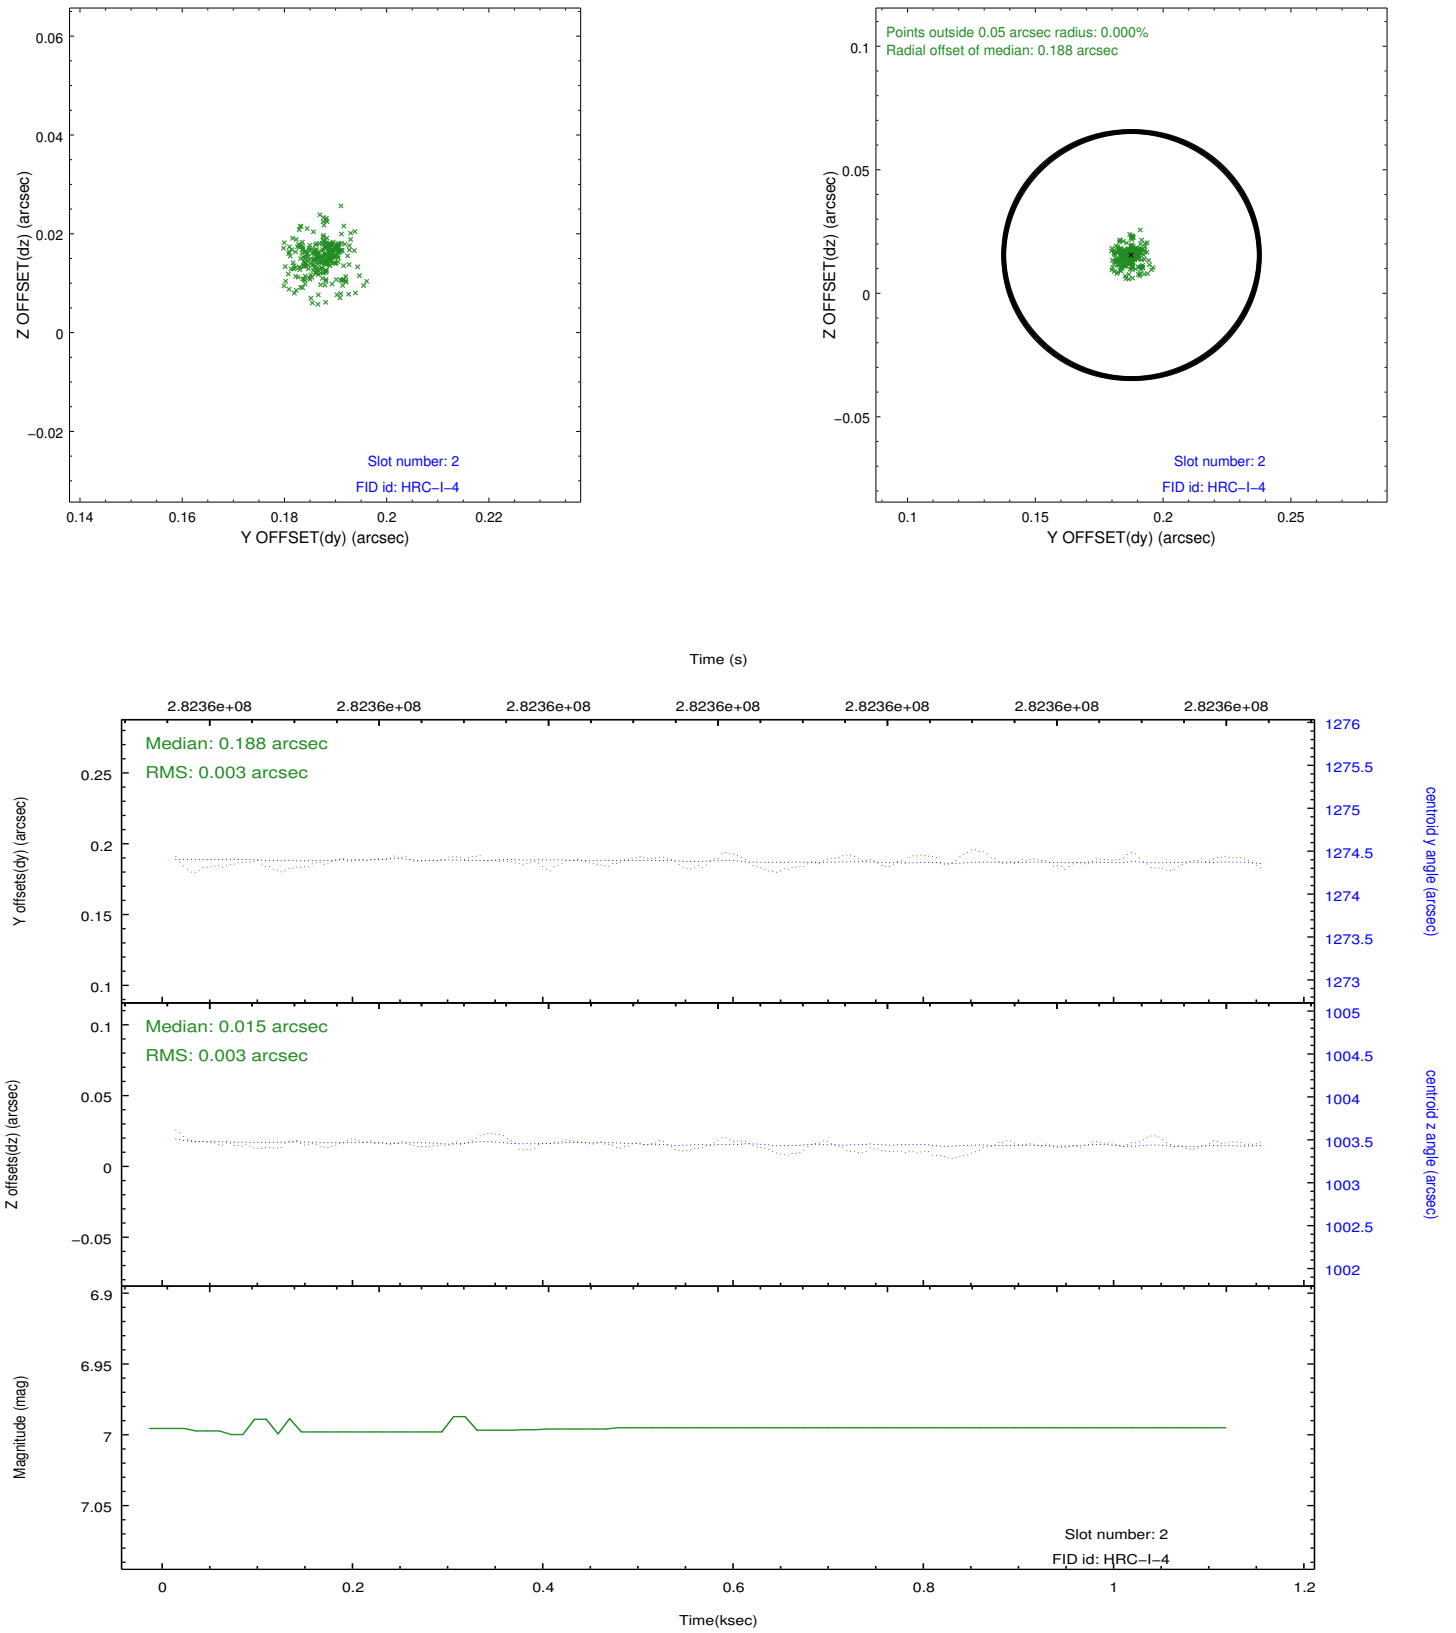 0.06
0.04
0.02
0
−0.02
Z OFFSET(dz) (arcsec)
Slot number: 2
FID id: HRC−I−4
0.14 0.16 0.18 0.2 0.22
Y OFFSET(dy) (arcsec)
Points outside 0.05 arcsec radius: 0.000%
Radial offset of median: 0.188 arcsec
0.1
0.05
0
−0.05
Z OFFSET(dz) (arcsec)
Slot number: 2
FID id: HRC−I−4
0.1 0.15 0.2 0.25
Y OFFSET(dy) (arcsec)
Time (s)
2.8236e+08 2.8236e+08 2.8236e+08 2.8236e+08 2.8236e+08 2.8236e+08 2.8236e+08
Median: 0.188 arcsec
RMS: 0.003 arcsec
0.25
0.2
0.15
0.1
Y offsets(dy) (arcsec)
1276
1275.5
1275
1274.5
1274
1273.5
1273
centroid y angle (arcsec)
Median: 0.015 arcsec
RMS: 0.003 arcsec
0.1
0.05
0
−0.05
Z offsets(dz) (arcsec)
1005
1004.5
1004
1003.5
1003
1002.5
1002
centroid z angle (arcsec)
6.9
6.95
7
7.05
Magnitude (mag)
Slot number: 2
FID id: HRC−I−4
0 0.2 0.4 0.6 0.8 1 1.2
Time(ksec)